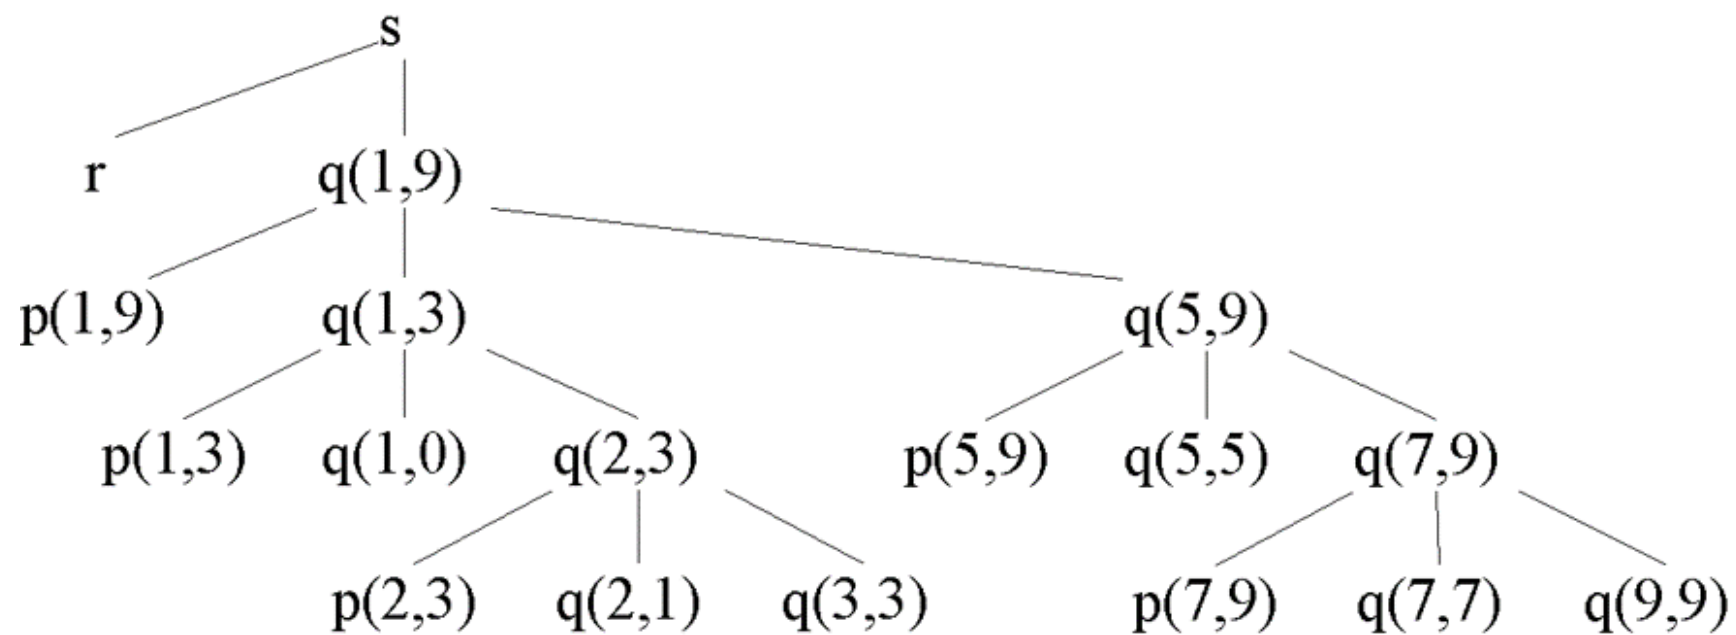 s
r q(1,9)
p(1,9) q(1,3) q(5,9)
p(1,3) q(1,0) q(2,3) p(5,9) q(5,5) q(7,9)
p(2,3) q(2,1) q(3,3) p(7,9) q(7,7) q(9,9)